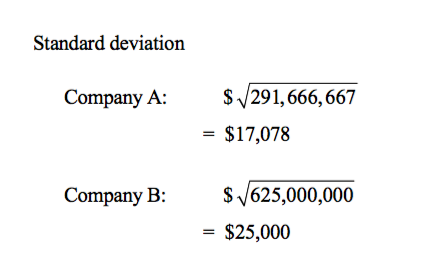 Standard deviation
Company A: $√291,666,667
= $17,078
Company B: $√625,000,000
= $25,000